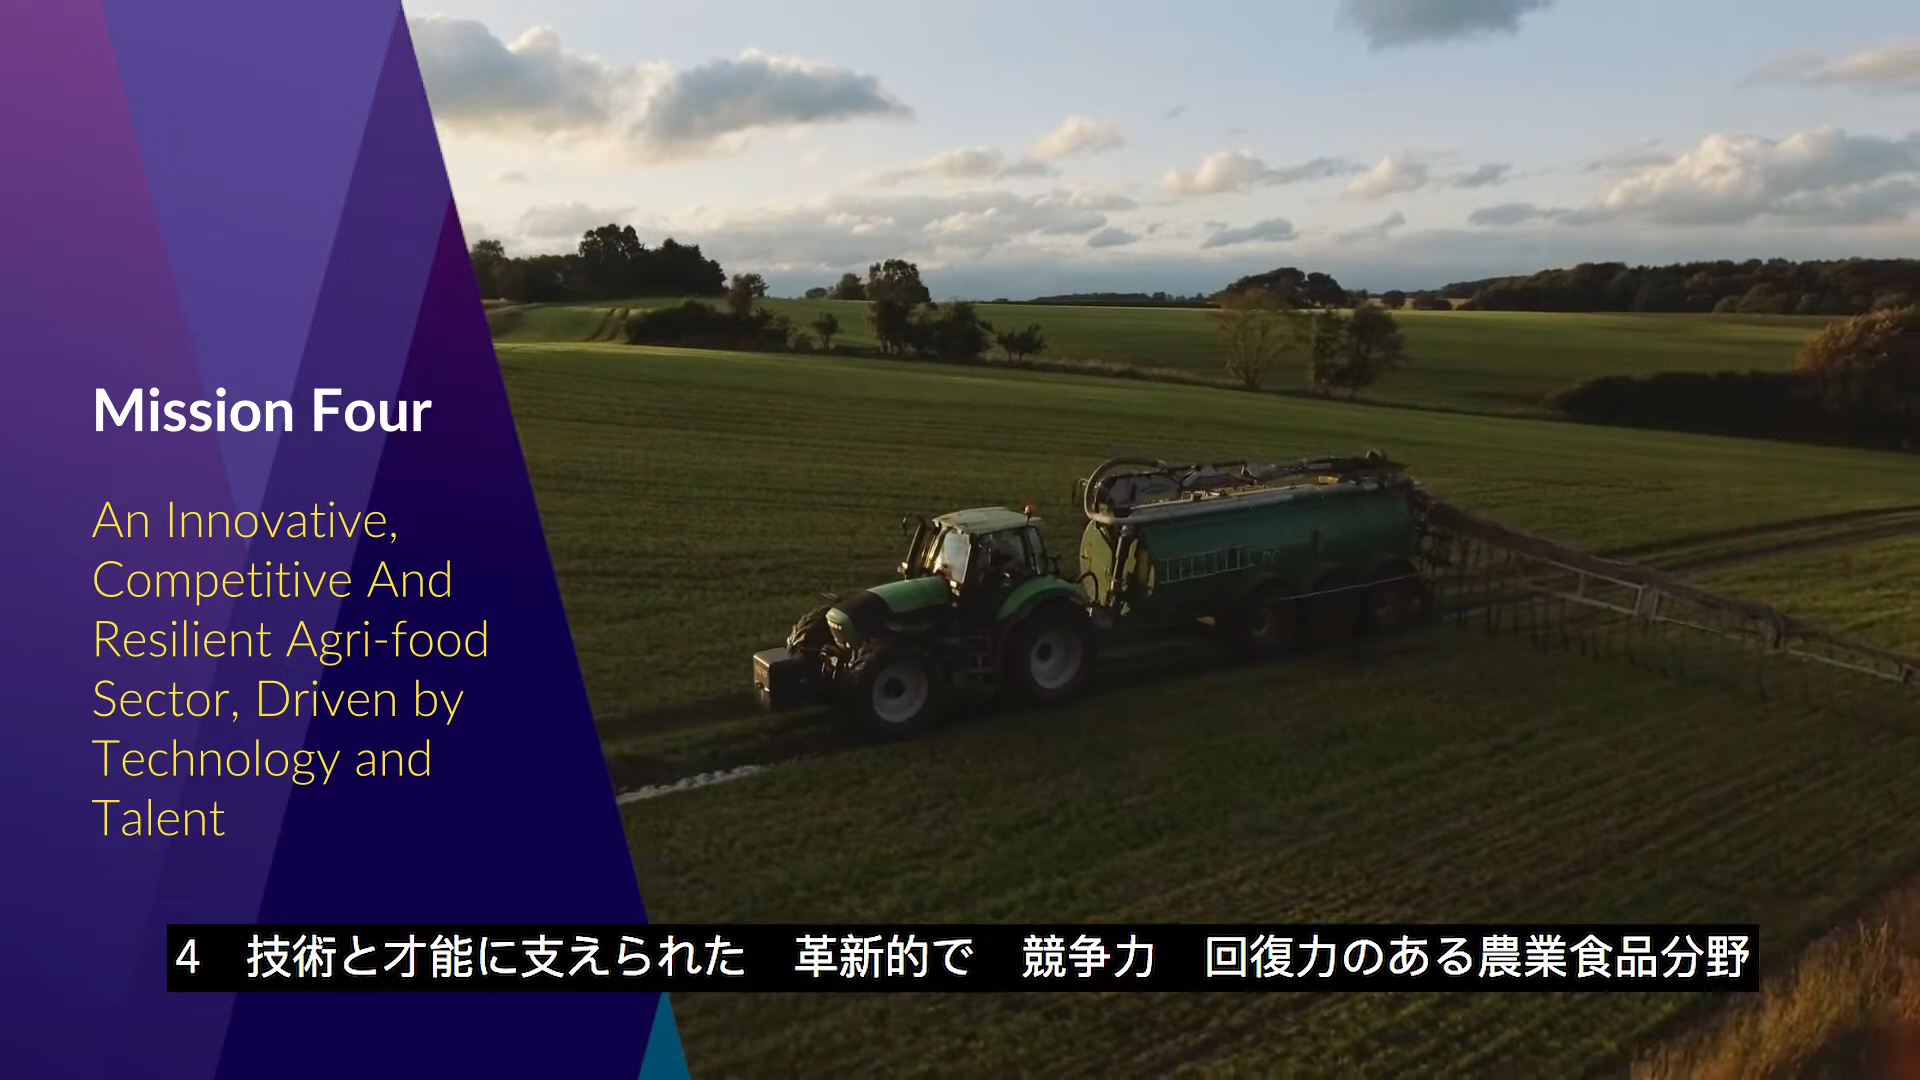 Mission Four
An Innovative,
Competitive And
Resilient Agri-food
Sector, Driven by
Technology and
Talent
4　技術と才能に支えられた　革新的で　競争力　回復力のある農業食品分野